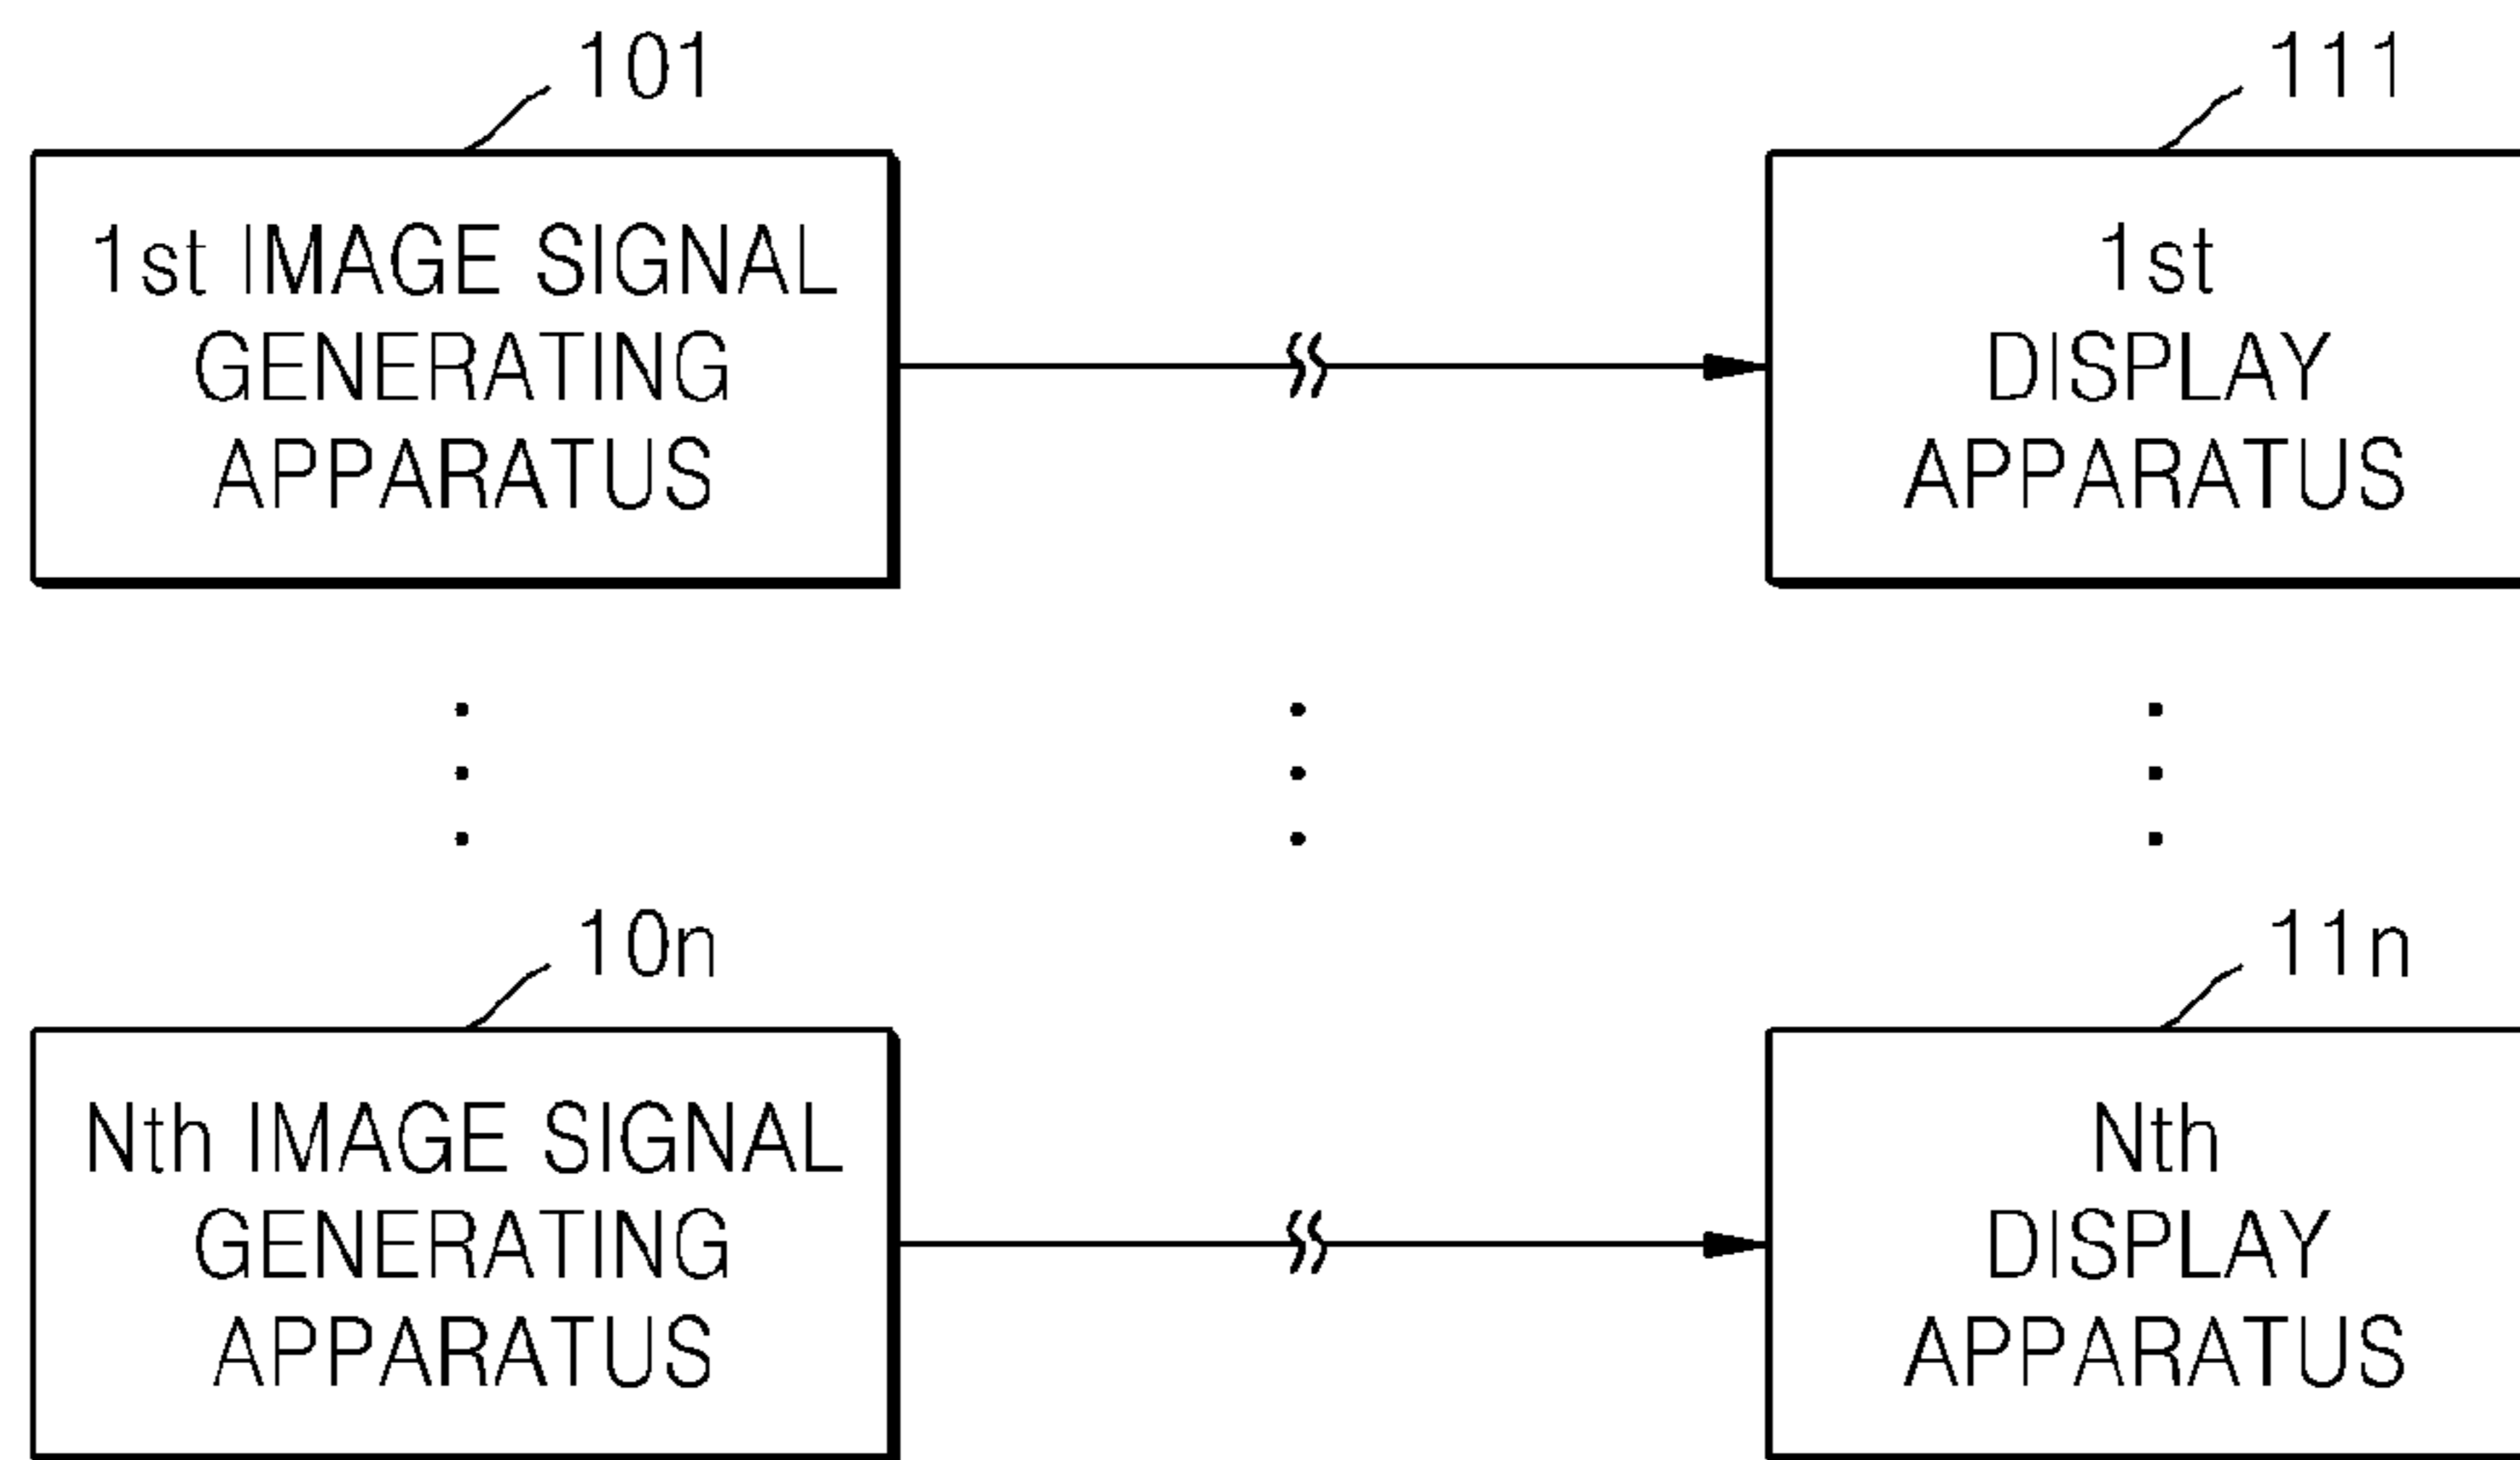 101
1st IMAGE SIGNAL
GENERATING
APPARATUS
111
1st
DISPLAY
APPARATUS
10n
Nth IMAGE SIGNAL
GENERATING
APPARATUS
11n
Nth
DISPLAY
APPARATUS